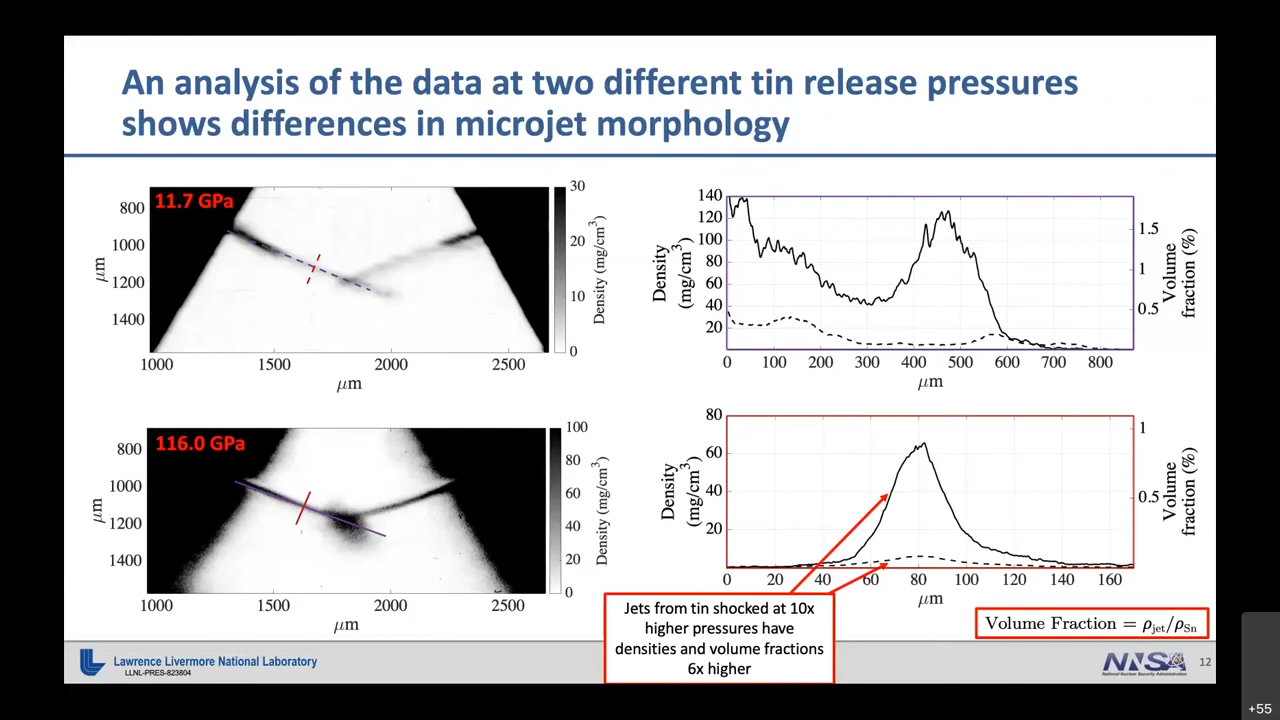 An analysis of the data at two different tin release pressures
shows differences in microjet morphology
11.7 GPa
800
1000
1200
1400
μm
1000 1500 2000 2500
μm
30
20
10
0
Density (mg/cm³)
140
120
100
80
60
40
20
Density
(mg/cm³)
0 100 200 300 400 500 600 700 800
μm
1.5
1
0.5
Volume
fraction (%)
116.0 GPa
800
1000
1200
1400
μm
1000 1500 2000 2500
μm
100
80
60
40
20
0
Density (mg/cm³)
80
60
40
20
Density
(mg/cm³)
0 20 40 60 80 100 120 140 160
μm
1
0.5
Volume
fraction (%)
Jets from tin shocked at 10x
higher pressures have
densities and volume fractions
6x higher
Volume Fraction = ρjet/ρSn
Lawrence Livermore National Laboratory
LLNL-PRES-823804
NNSA
National Nuclear Security Administration
12
+55